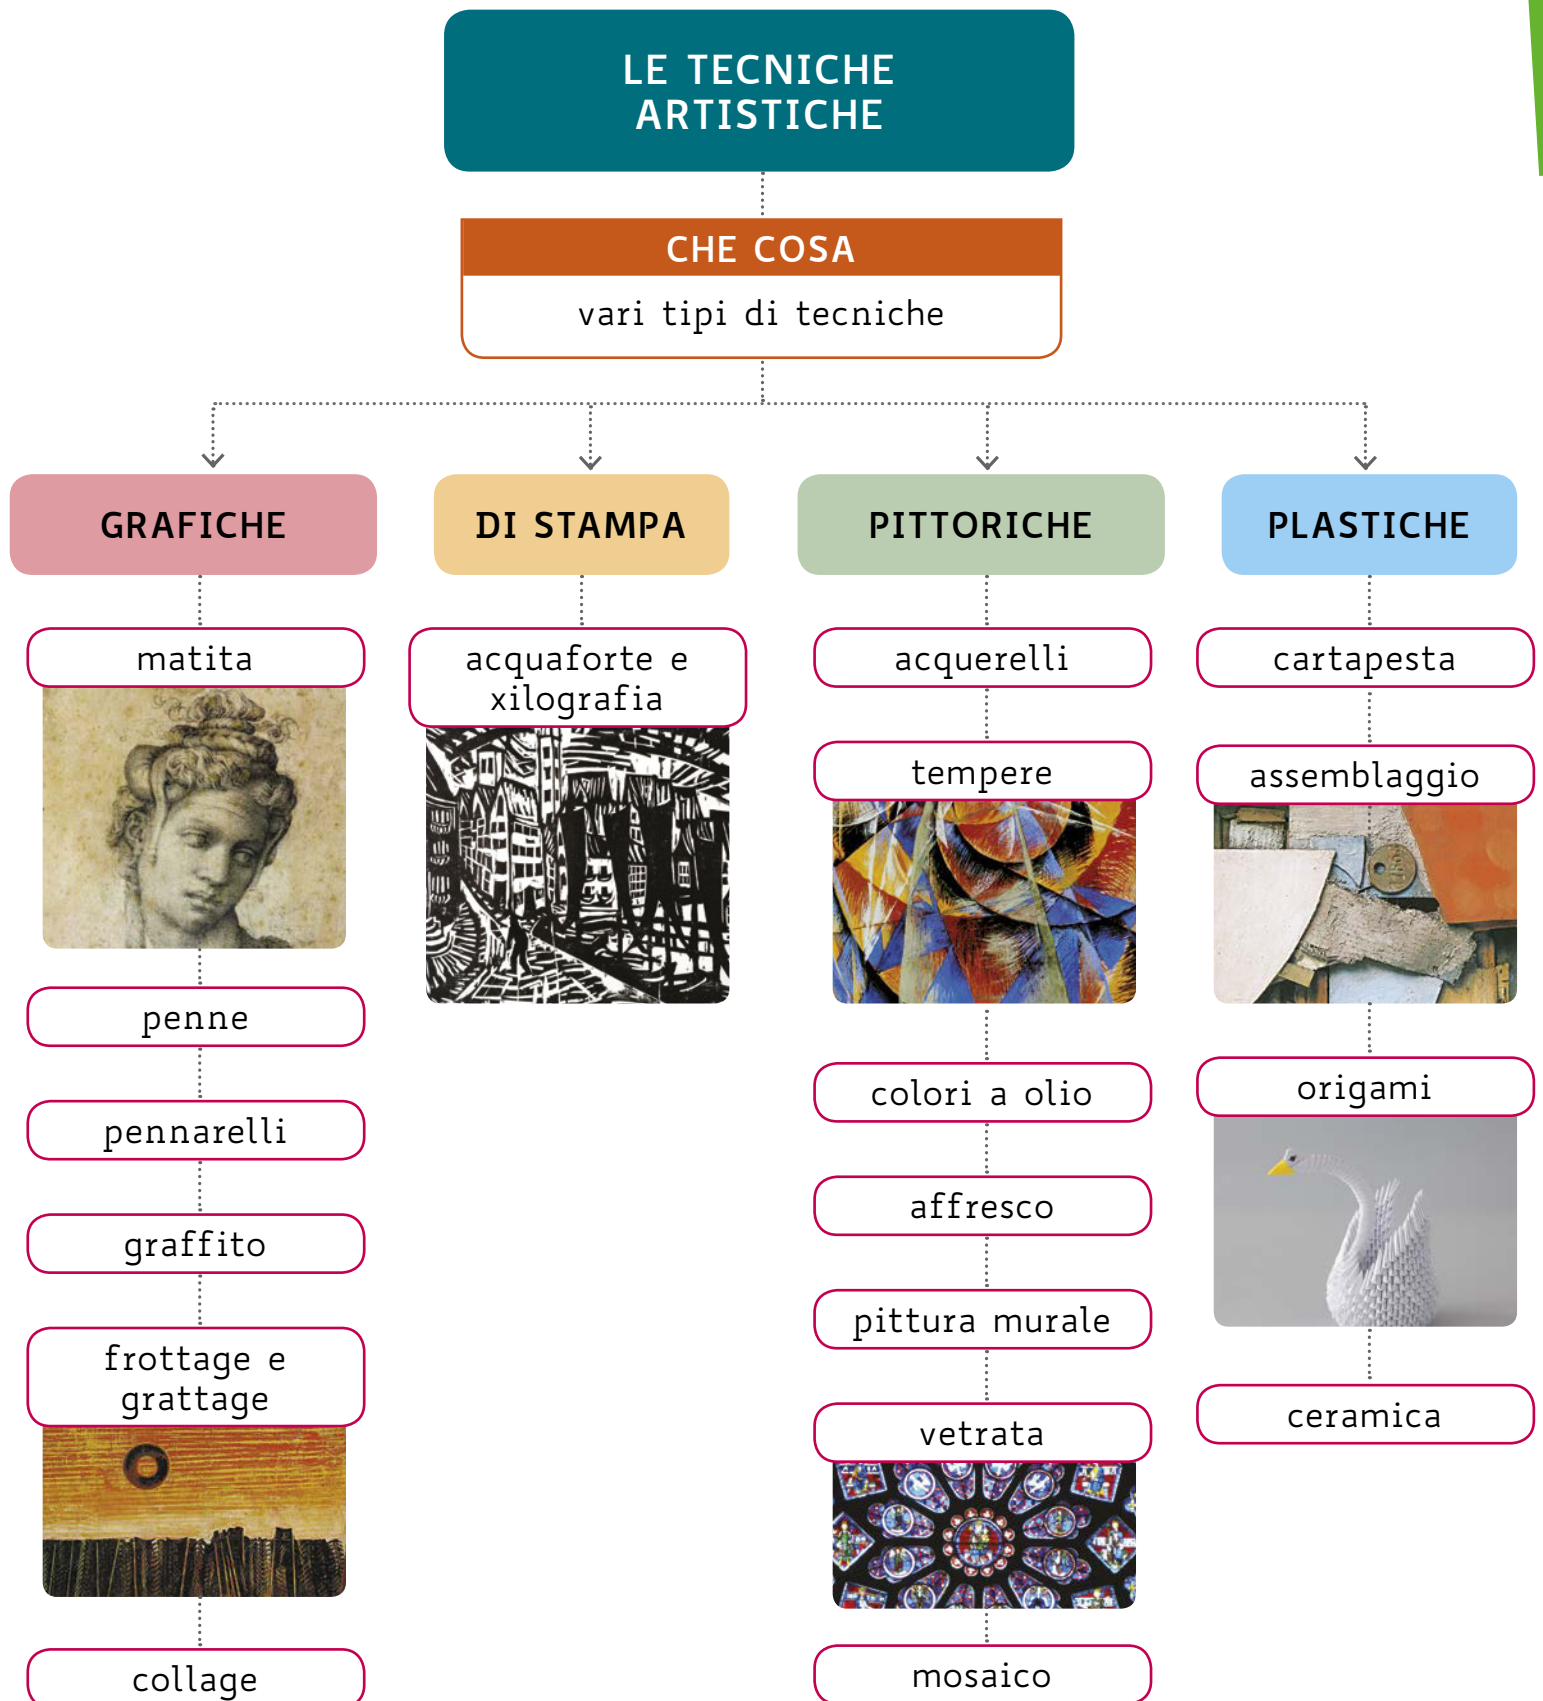 LE TECNICHE
ARTISTICHE
CHE COSA
vari tipi di tecniche
GRAFICHE
matita
penne
pennarelli
graffito
frottage e
grattage
collage
DI STAMPA
acquaforte e
xilografia
PITTORICHE
acquerelli
tempere
colori a olio
affresco
pittura murale
vetrata
mosaico
PLASTICHE
cartapesta
assemblaggio
origami
ceramica